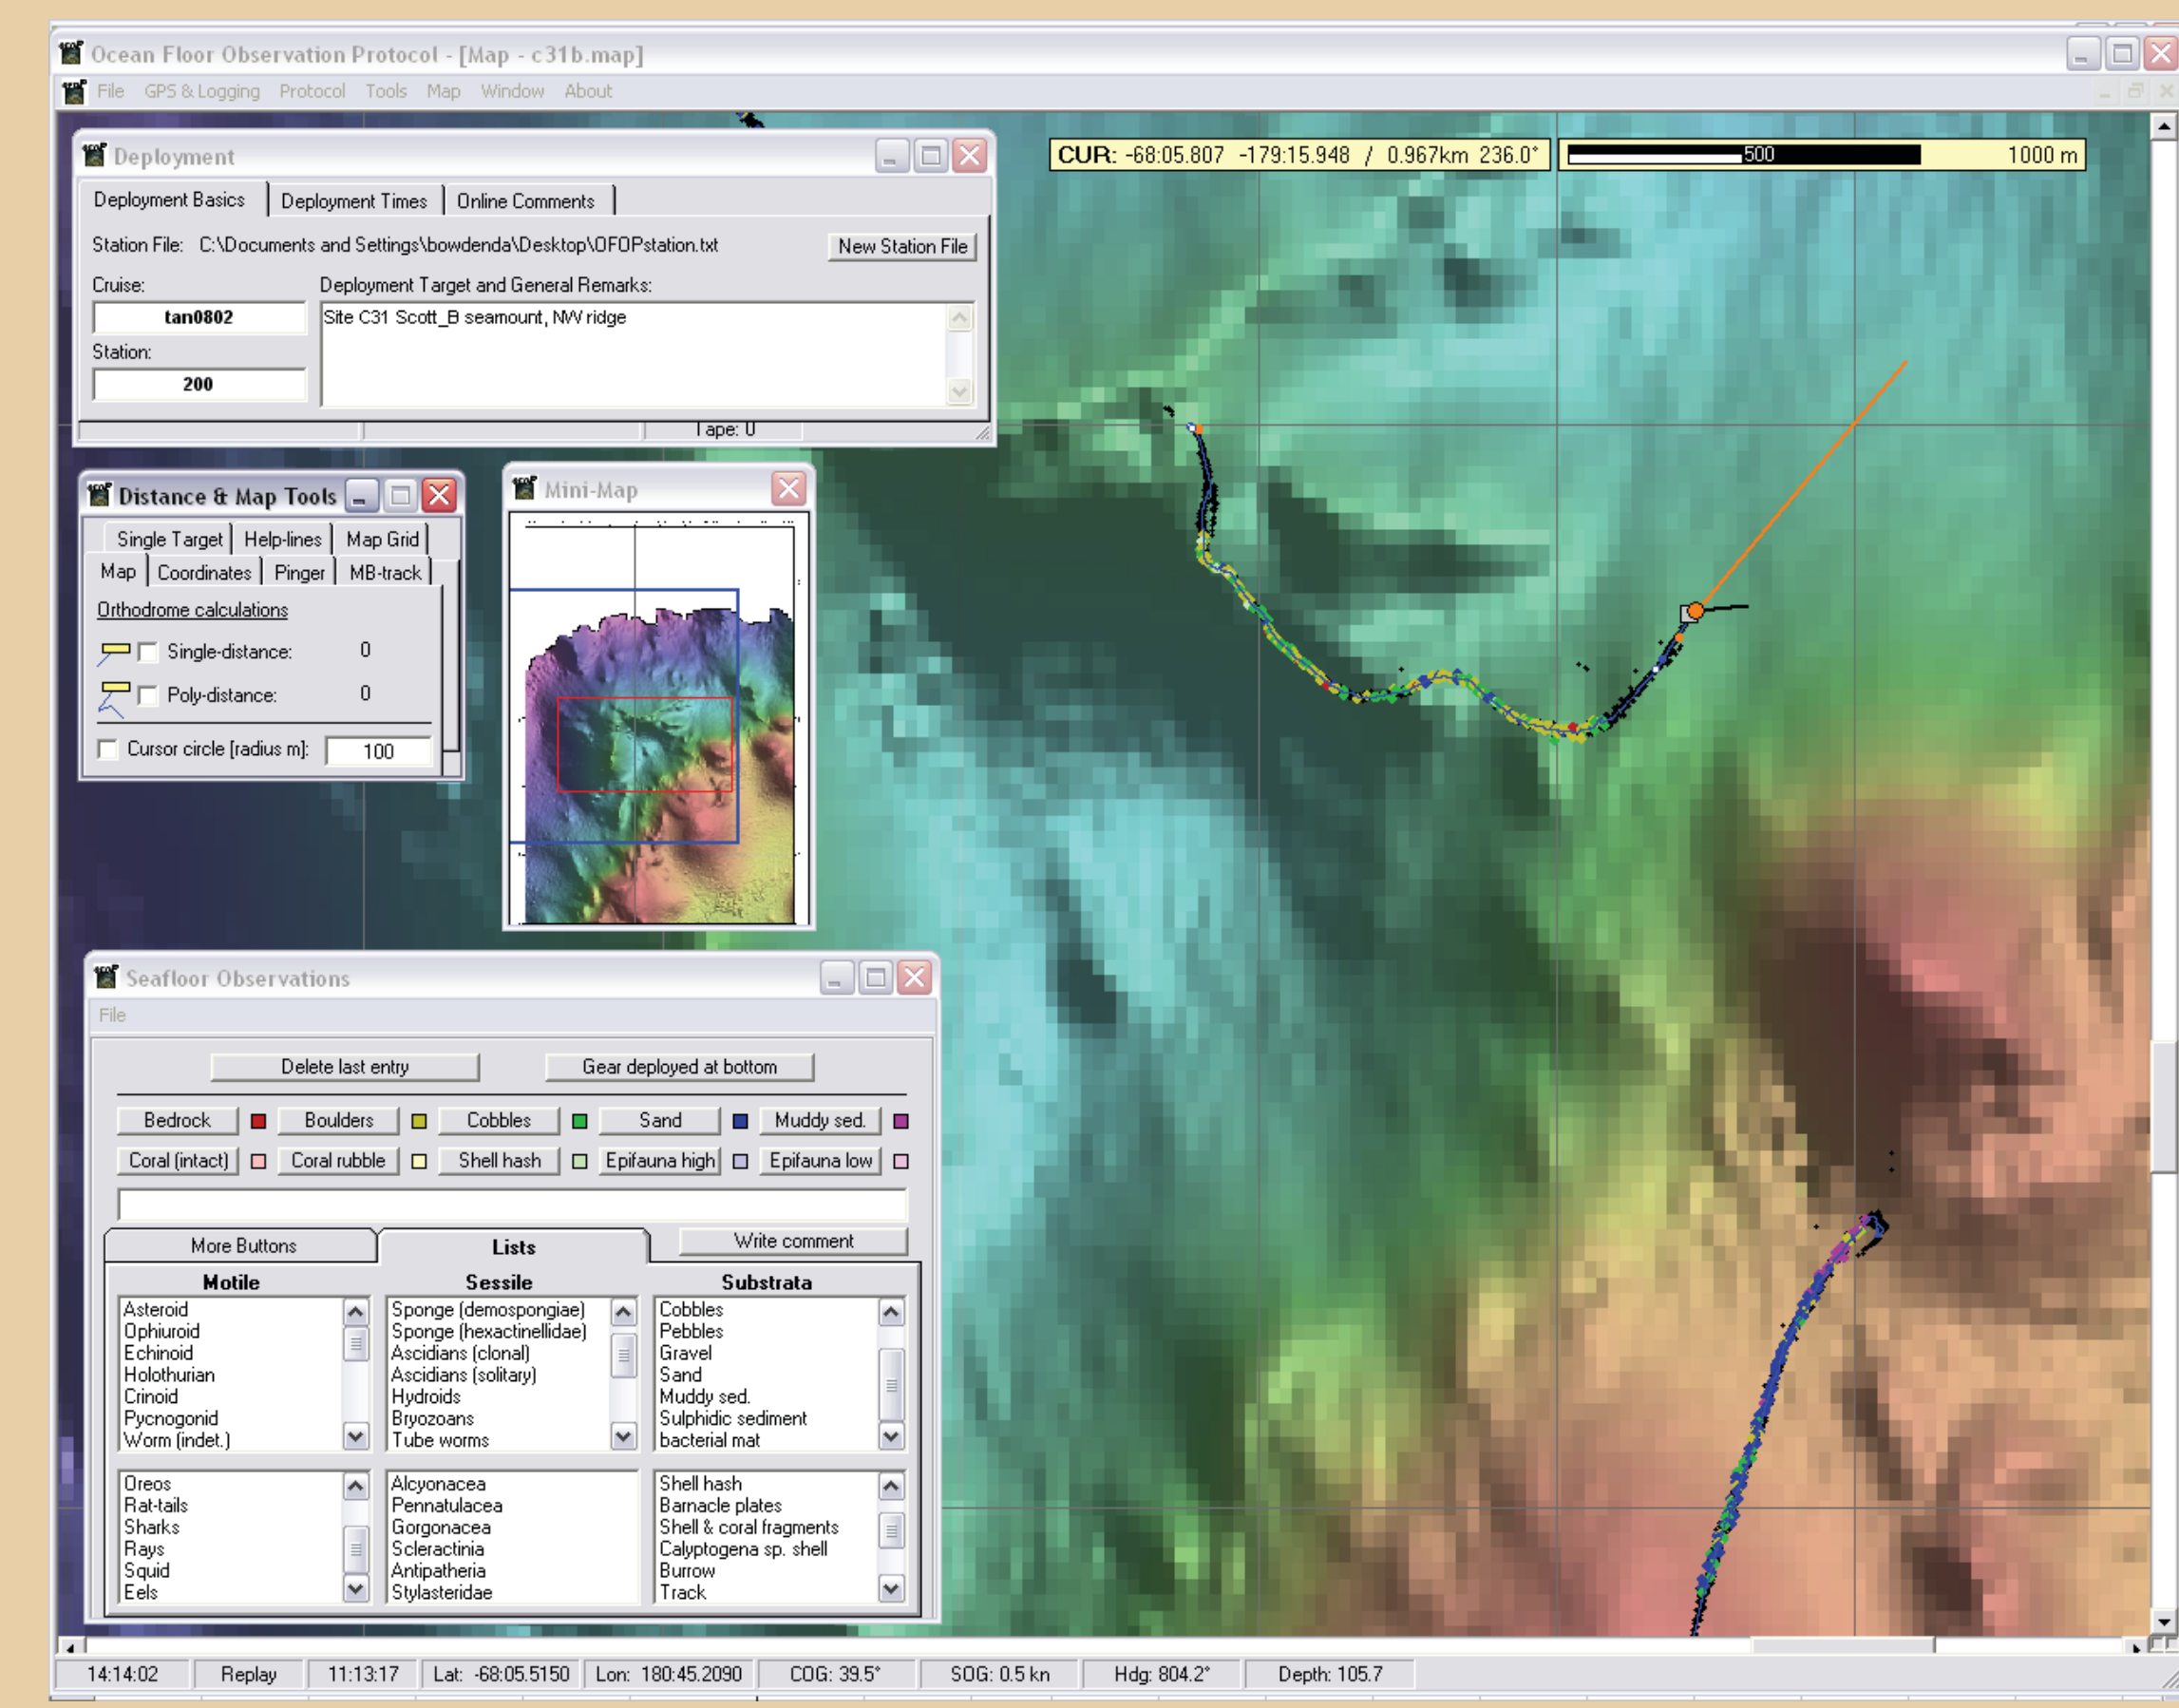 Ocean Floor Observation Protocol - [Map - c31b.map]
File GPS & Logging Protocol Tools Map Window About
Deployment
CUR: -68:05.807 -179:15.948 / 0.967km 236.0°
500 1000 m
Deployment Basics Deployment Times Online Comments
Station File: C:\Documents and Settings\bowdenda\Desktop\OFOPstation.txt New Station File
Cruise: Deployment Target and General Remarks:
tan0802 Site C31 Scott_B seamount, NW ridge
Station:
200
Tape: 0
Distance & Map Tools
Mini-Map
Single Target Help-lines Map Grid
Map Coordinates Pinger MB-track
Orthodrome calculations
Single-distance: 0
Poly-distance: 0
Cursor circle [radius m]: 100
Seafloor Observations
File
Delete last entry Gear deployed at bottom
Bedrock Boulders Cobbles Sand Muddy sed.
Coral (intact) Coral rubble Shell hash Epifauna high Epifauna low
More Buttons Lists Write comment
Motile Sessile Substrata
Asteroid Sponge (demospongiae) Cobbles
Ophiuroid Sponge (hexactinellidae) Pebbles
Echinoid Ascidians (clonal) Gravel
Holothurian Ascidians (solitary) Sand
Crinoid Hydroids Muddy sed.
Pycnogonid Bryozoans Sulphidic sediment
Worm (indet.) Tube worms bacterial mat
Oreos Alcyonacea Shell hash
Rat-tails Pennatulacea Barnacle plates
Sharks Gorgonacea Shell & coral fragments
Rays Scleractinia Calyptogena sp. shell
Squid Antipatheria Burrow
Eels Stylasteridae Track
14:14:02 Replay 11:13:17 Lat: -68:05.5150 Lon: 180:45.2090 COG: 39.5° SOG: 0.5 kn Hdg: 804.2° Depth: 105.7